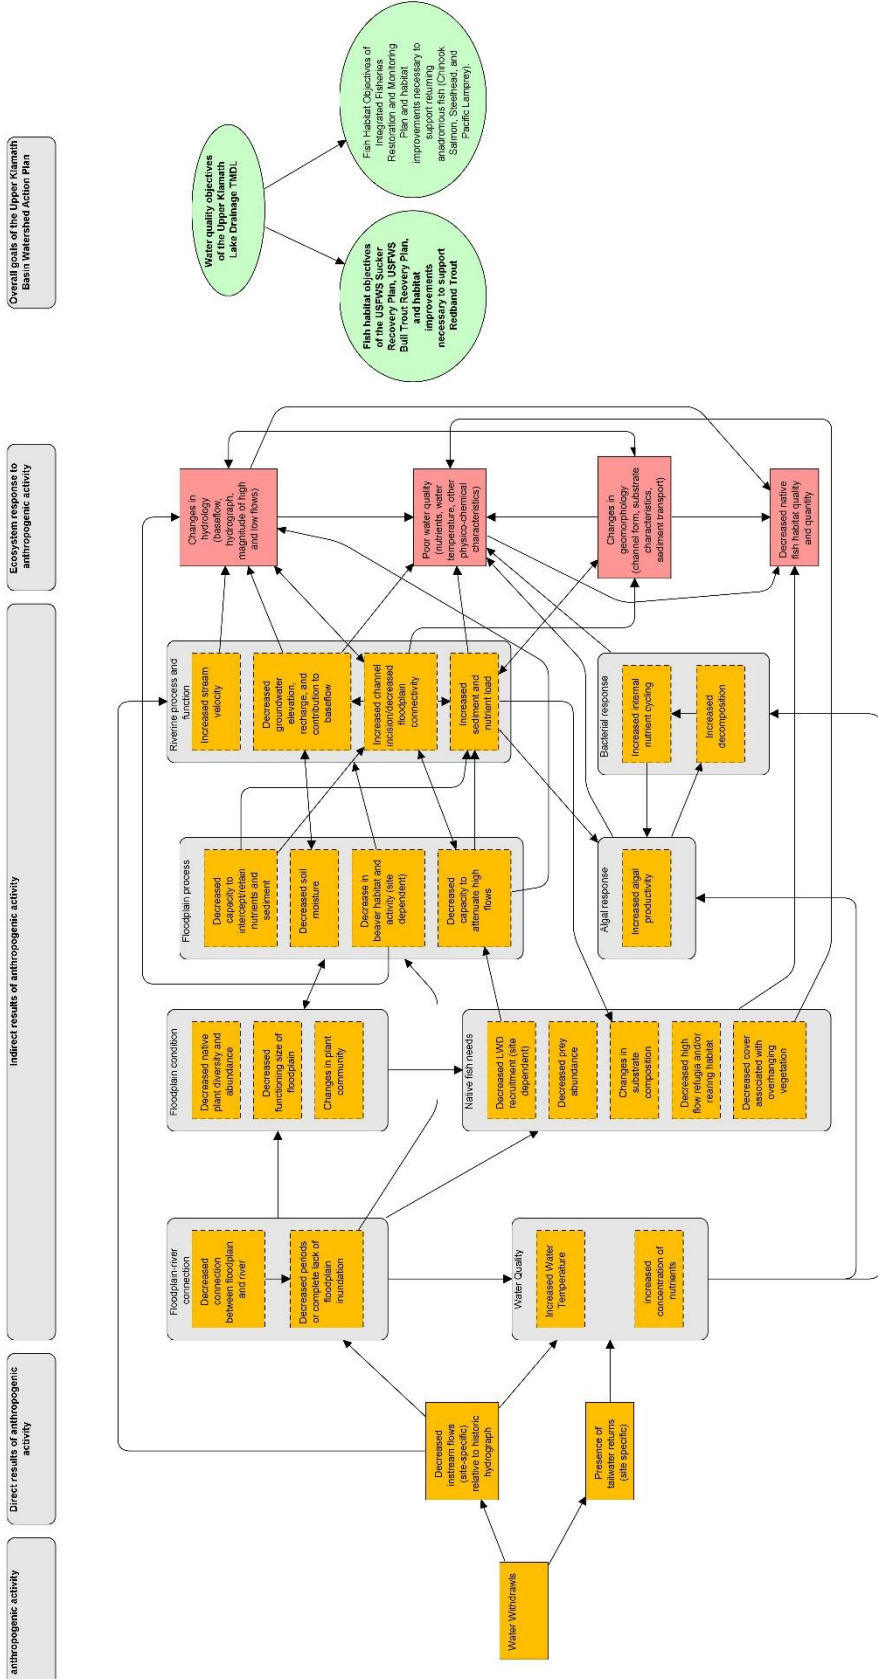 anthropogenic activity
Direct results of anthropogenic
activity
Indirect results of anthropogenic activity
Ecosystem response to
anthropogenic activity
Overall goals of the Upper Klamath
Basin Watershed Action Plan
Water Withdrawls
Decreased
instream flows
(site-specific)
relative to historic
hydrograph
Presence of
tailwater returns
(site specific)
Floodplain-river
connection
Decreased
connection
between floodplain
and river
Decreased periods
or complete lack of
floodplain
inundation
Water Quality
Increased Water
Temperature
increased
concentration of
nutrients
Floodplain condition
Decreased native
plant diversity and
abundance
Decreased
functioning size of
floodplain
Changes in plant
community
Native fish needs
Decreased LWD
recruitment (site
dependent)
Decreased prey
abundance
Changes in
substrate
composition
Decreased high
flow refugia and/or
rearing habitat
Decreased cover
associated with
overhanging
vegetation
Floodplain process
Decreased
capacity to
intercept/retain
nutrients and
sediment
Decreased soil
moisture
Decrease in
beaver habitat and
activity (site
dependent)
Decreased
capacity to
attenuate high
flows
Algal response
Increased algal
productivity
Riverine process and
function
Increased stream
velocity
Decreased
groundwater
elevation,
recharge, and
contribution to
baseflow
Increased channel
incision/decreased
floodplain
connectivity
Increased
sediment and
nutrient load
Bacterial response
Increased internal
nutrient cycling
Increased
decomposition
Changes in
hydrology
(baseflow,
hydrograph,
magnitude of high
and low flows)
Poor water quality
(nutrients, water
temperature, other
physico-chemical
characteristics)
Changes in
geomorphology
(channel form, substrate
characteristics,
sediment transport)
Decreased native
fish habitat quality
and quantity
Water quality objectives
of the Upper Klamath
Lake Drainage TMDL
Fish habitat objectives
of the USFWS Sucker
Recovery Plan, USFWS
Bull Trout Reovery Plan,
and habitat
improvements
necessary to support
Redband Trout
Fish Habitat Objectives of
Integrated Fisheries
Restoration and Monitoring
Plan and habitat
improvements necessary to
support returning
anadromous fish (Chinook
Salmon, Steelhead, and
Pacific Lamprey).